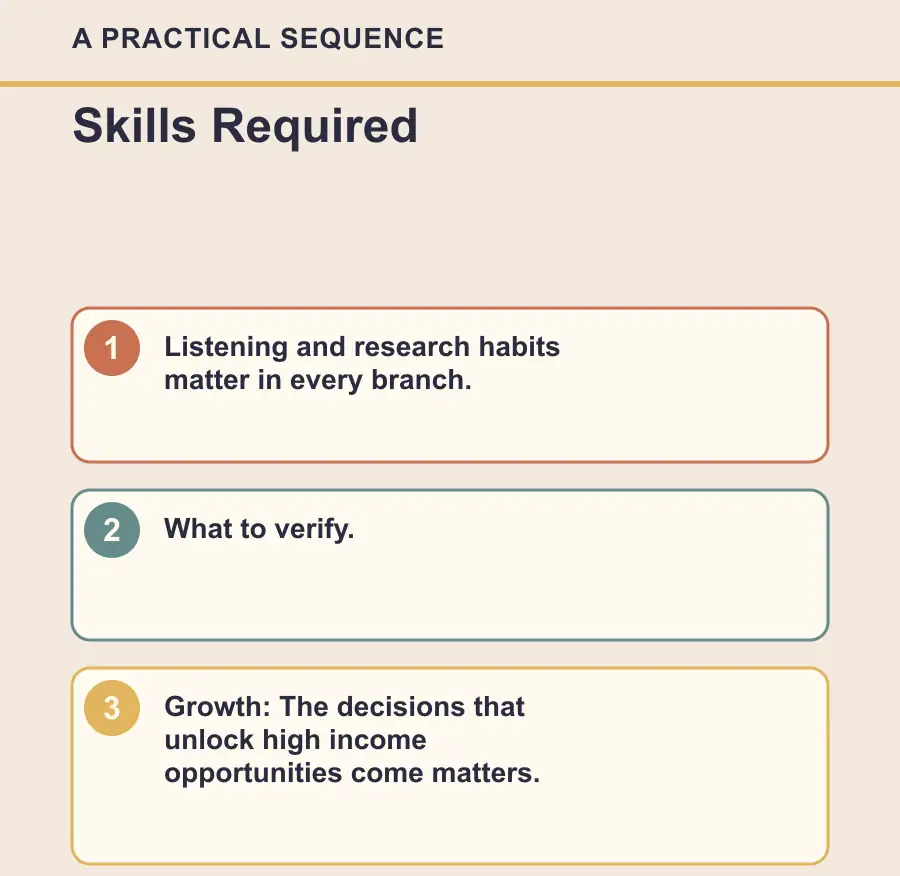 A PRACTICAL SEQUENCE
Skills Required
1
Listening and research habits
matter in every branch.
2
What to verify.
3
Growth: The decisions that
unlock high income
opportunities come matters.